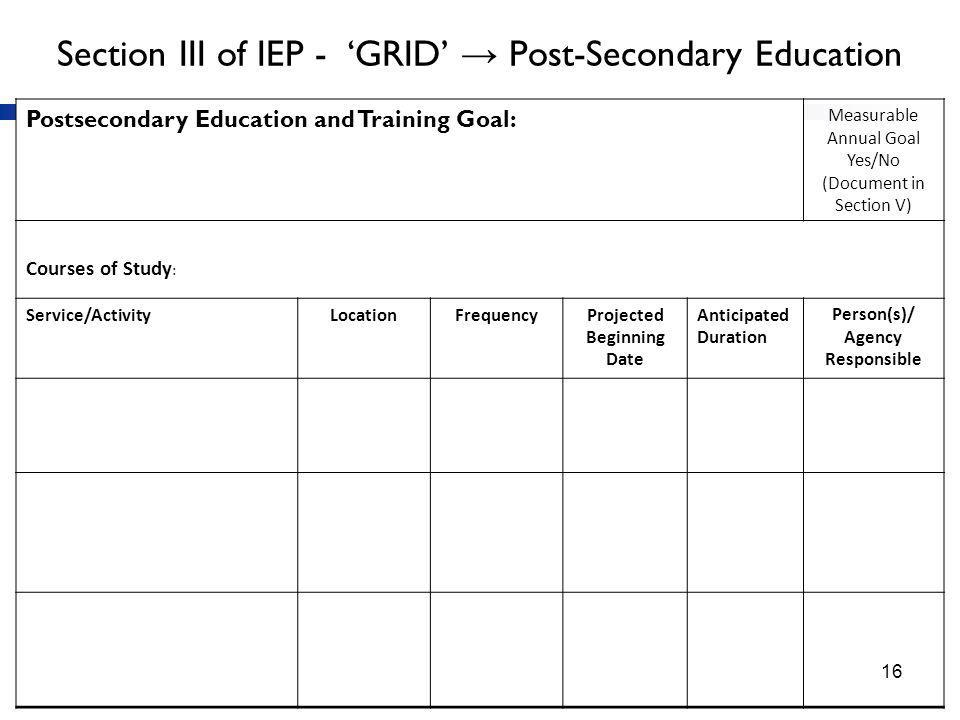 Section III of IEP - ‘GRID’ → Post-Secondary Education
Postsecondary Education and Training Goal:
Measurable
Annual Goal
Yes/No
(Document in
Section V)
Courses of Study:
Service/Activity
Location
Frequency
Projected
Beginning
Date
Anticipated
Duration
Person(s)/
Agency
Responsible
16